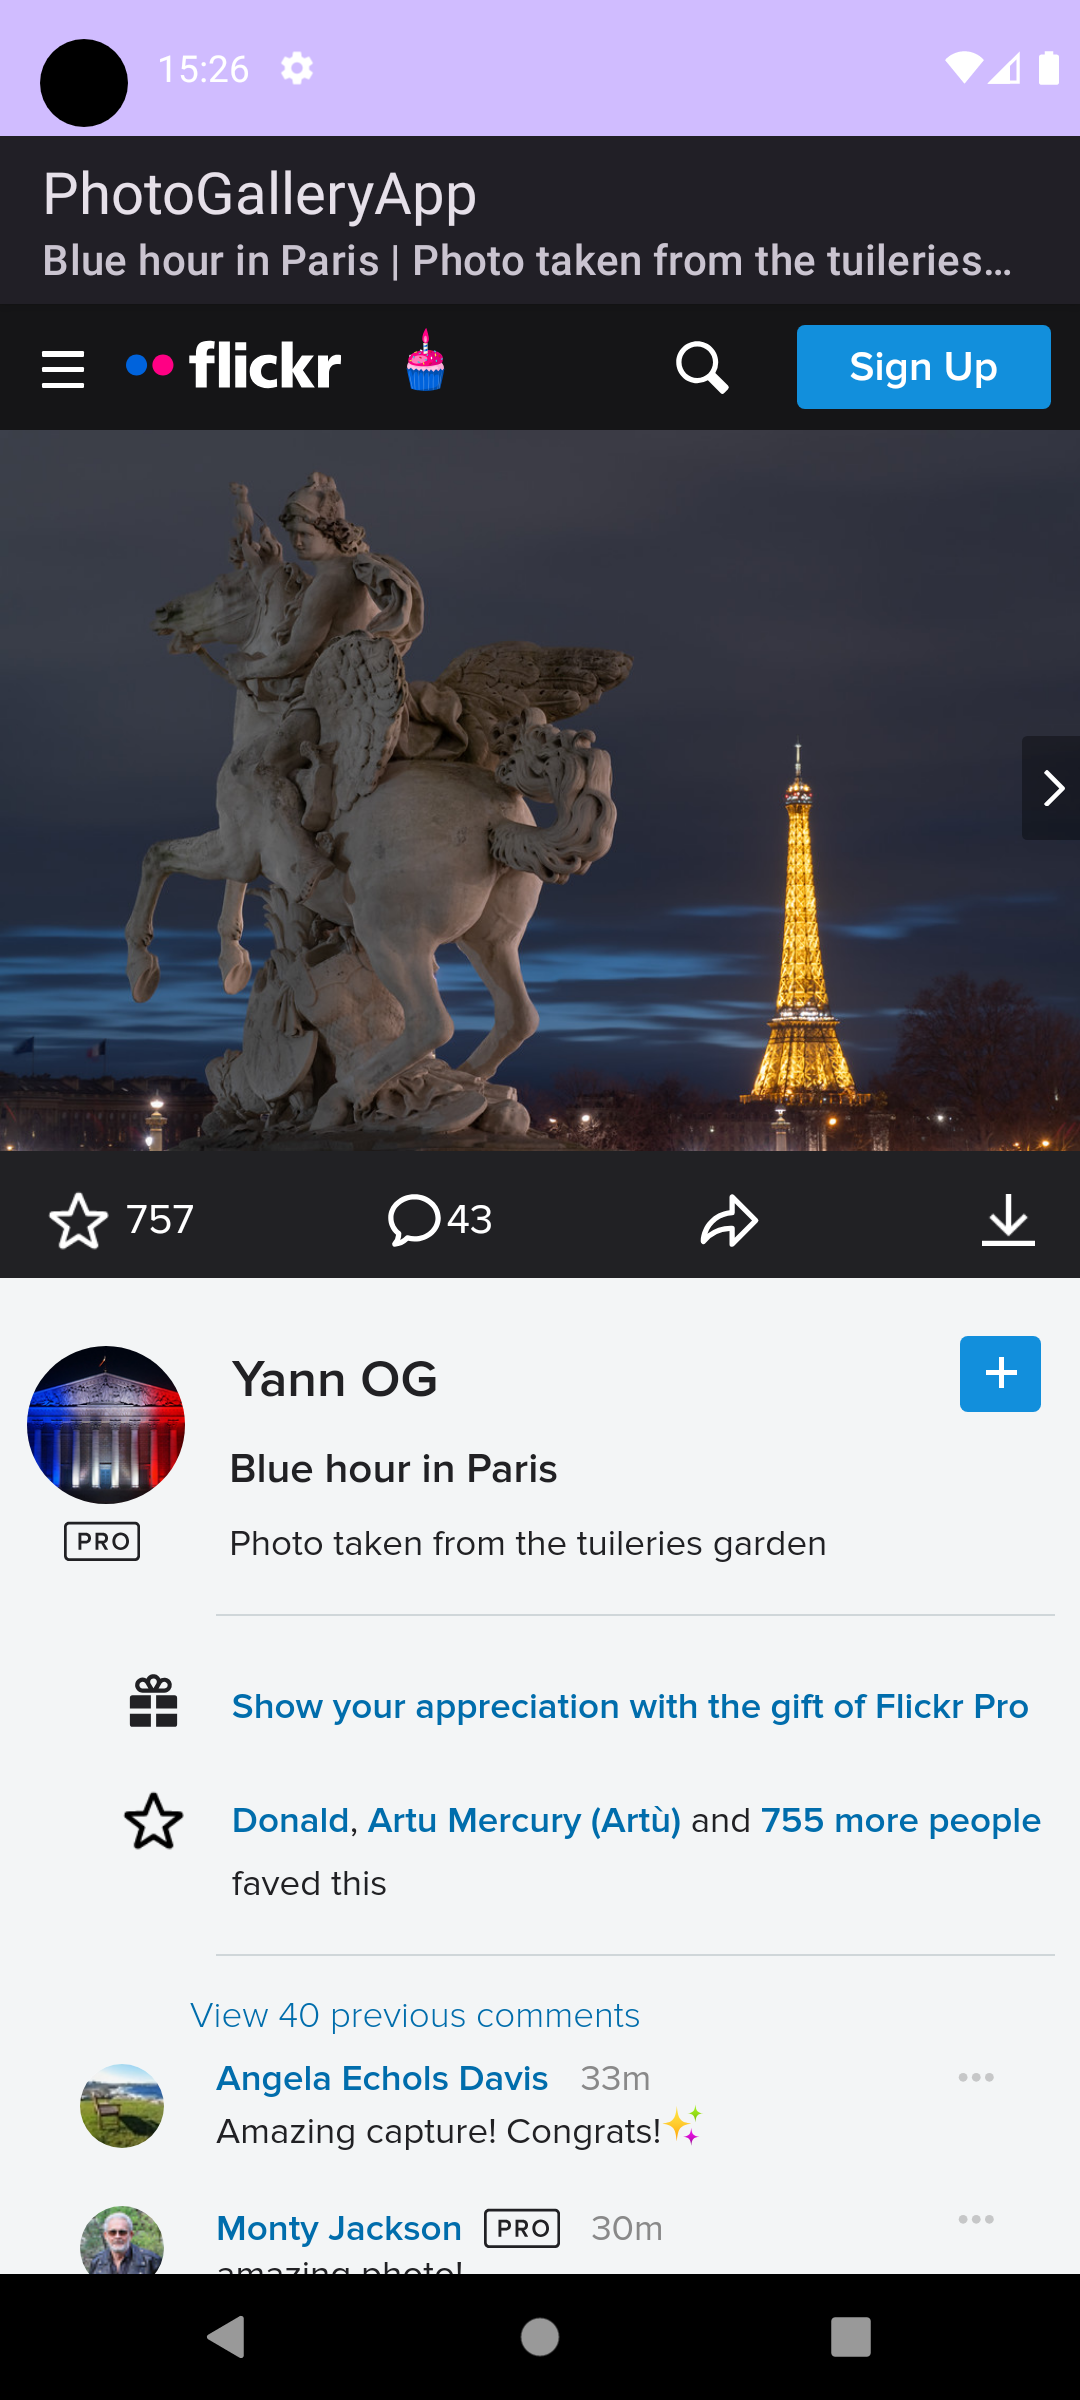 15:26
PhotoGalleryApp
Blue hour in Paris | Photo taken from the tuileries...
flickr
Sign Up
757
43
Yann OG
Blue hour in Paris
PRO
Photo taken from the tuileries garden
Show your appreciation with the gift of Flickr Pro
Donald, Artu Mercury (Artù) and 755 more people
faved this
View 40 previous comments
Angela Echols Davis 33m
Amazing capture! Congrats!✨
Monty Jackson PRO 30m
amazing photo!